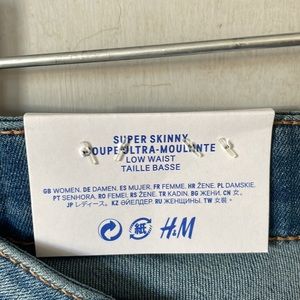 SUPER SKINNY
COUPE ULTRA-MOULANTE
LOW WAIST
TAILLE BASSE
GB WOMEN. DE DAMEN. ES MUJER. FR FEMME. HR ŽENE. PL DAMSKIE.
PT SENHORA. RO FEMEI. RS ŽENE. TR KADIN. BG ЖЕНИ. CN 女.
JP レディース. KZ ӘЙЕЛДЕР. RU ЖЕНЩИНЫ. TW 女裝.
紙 H&M